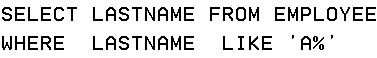 SELECT LASTNAME FROM EMPLOYEE
WHERE  LASTNAME  LIKE 'A%'